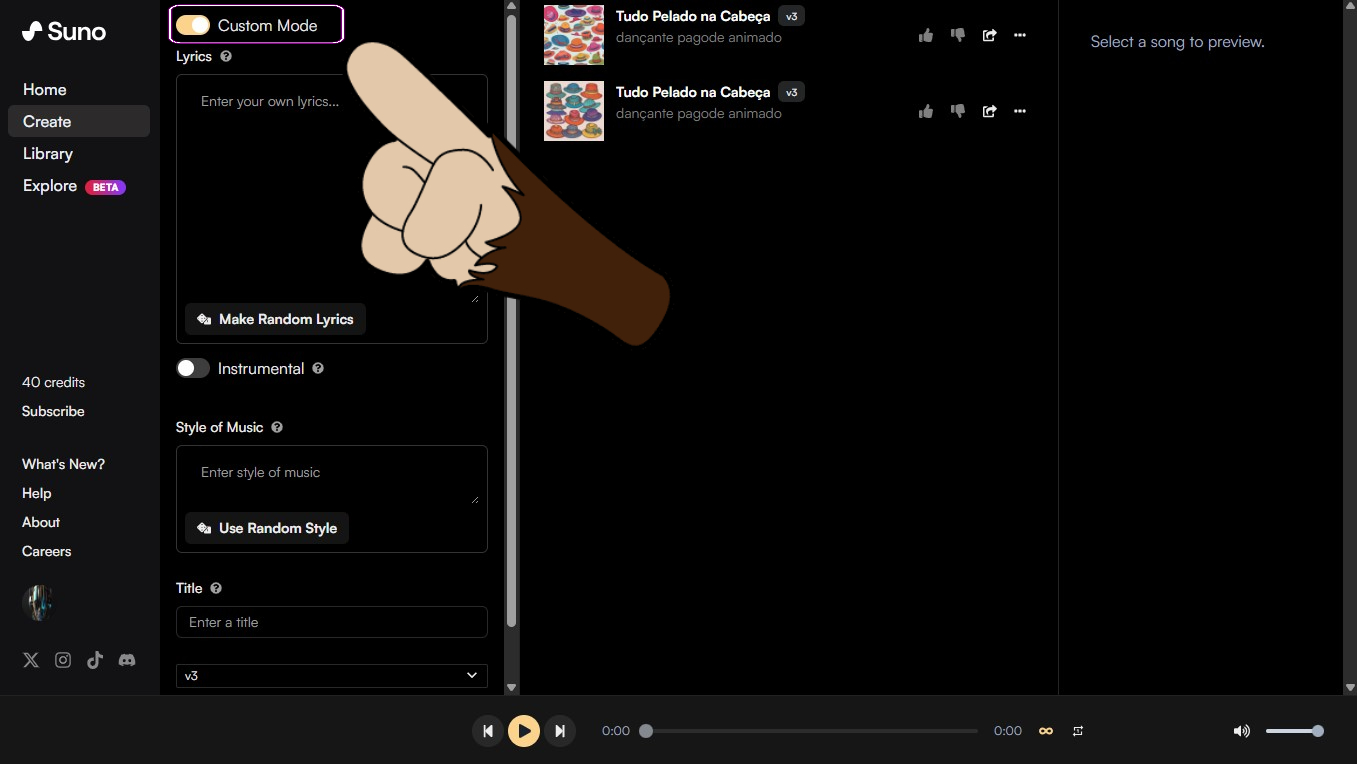 Suno
Home
Create
Library
Explore BETA
40 credits
Subscribe
What's New?
Help
About
Careers
Custom Mode
Lyrics
Enter your own lyrics...
Make Random Lyrics
Instrumental
Style of Music
Enter style of music
Use Random Style
Title
Enter a title
v3
Tudo Pelado na Cabeça v3
dançante pagode animado
Tudo Pelado na Cabeça v3
dançante pagode animado
Select a song to preview.
0:00
0:00